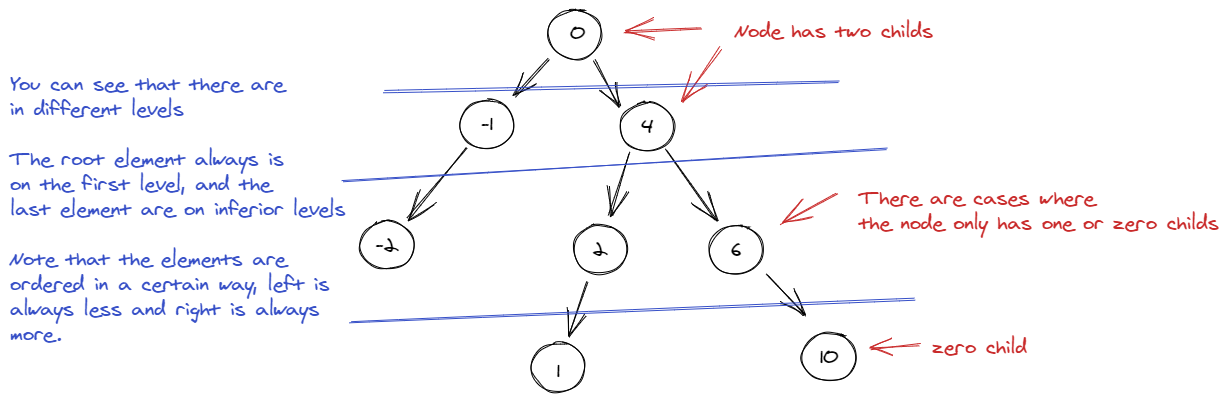 0
Node has two childs
You can see that there are
in different levels
-1
4
The root element always is
on the first level, and the
last element are on inferior levels
There are cases where
the node only has one or zero childs
-2
2
6
Note that the elements are
ordered in a certain way, left is
always less and right is always
more.
1
10
zero child